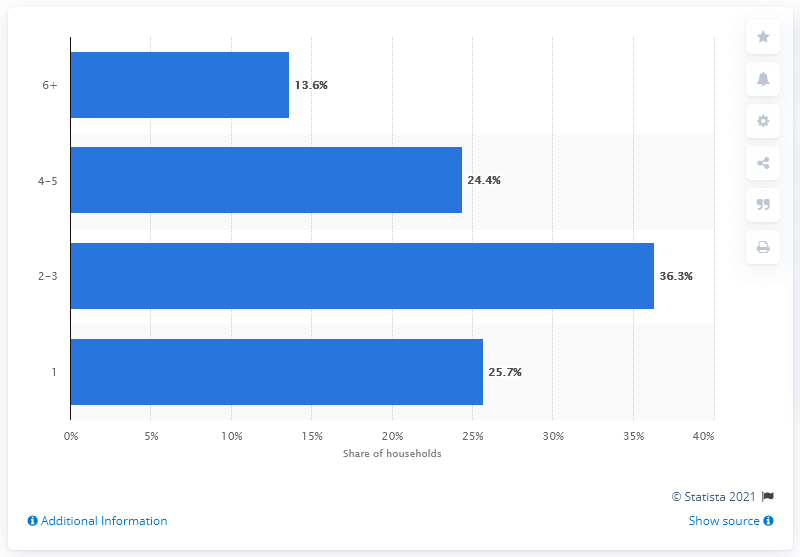 6+
13.6%
4–5
24.4%
2–3
36.3%
1
25.7%
0% 5% 10% 15% 20% 25% 30% 35% 40%
Share of households
© Statista 2021
Additional Information
Show source